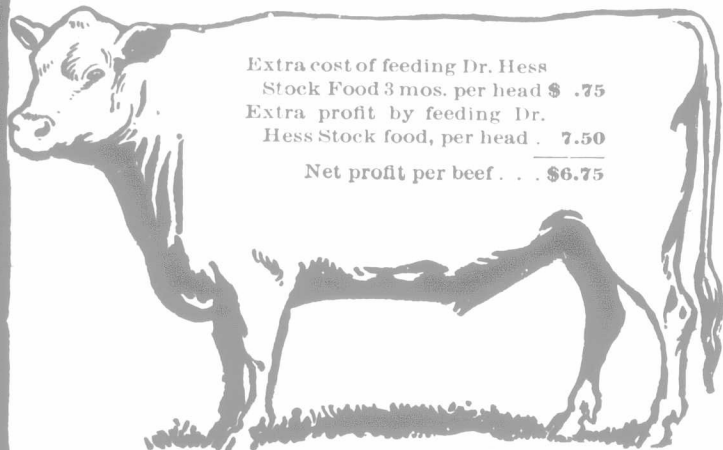 Extra cost of feeding Dr. Hess
Stock Food 3 mos. per head $ .75
Extra profit by feeding Dr.
Hess Stock food, per head . 7.50
Net profit per beef . . . $6.75